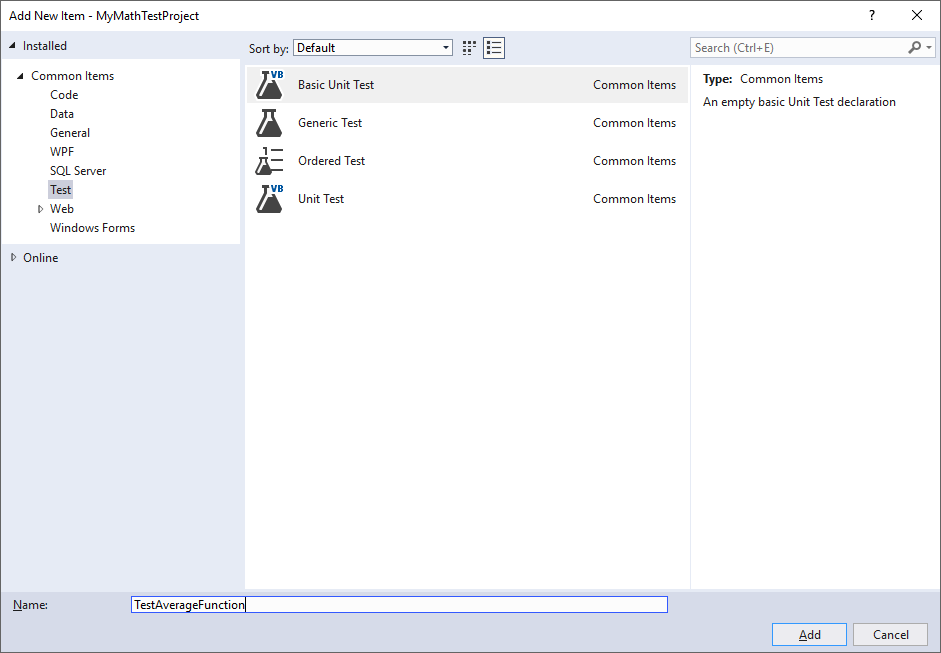 Add New Item - MyMathTestProject
?
Installed
Sort by: Default
Search (Ctrl+E)
Common Items
Code
Data
General
WPF
SQL Server
Test
Web
Windows Forms
Online
VB Basic Unit Test Common Items
Generic Test Common Items
1 Ordered Test Common Items
VB Unit Test Common Items
Type: Common Items
An empty basic Unit Test declaration
Name: TestAverageFunction
Add Cancel